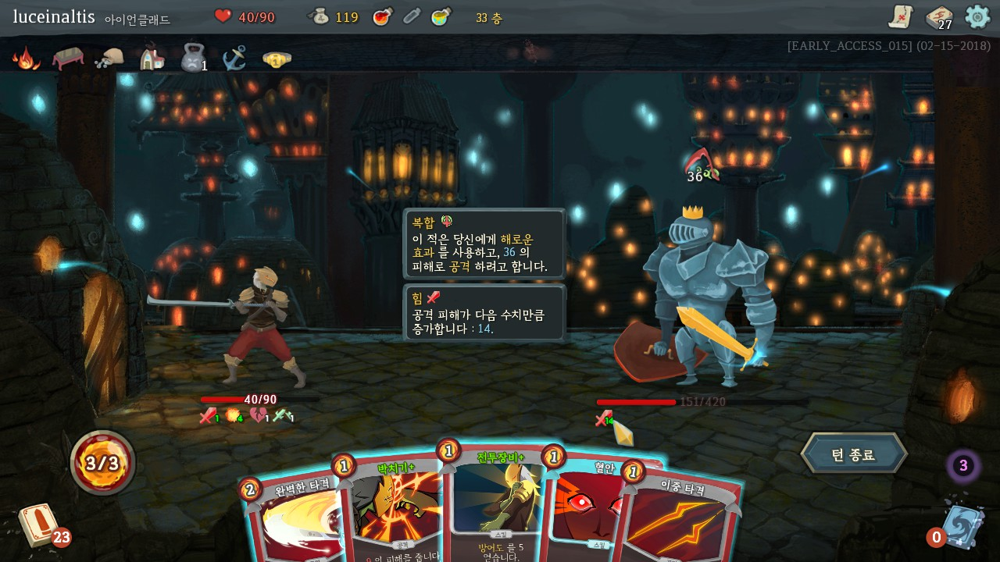 luceinaltis 아이언클래드 40/90 119 33 층 27
[EARLY_ACCESS_015] (02-15-2018)
1 1
36
복합
이 적은 당신에게 해로운
효과 를 사용하고, 36 의
피해로 공격 하려고 합니다.
힘
공격 피해가 다음 수치만큼
증가합니다 : 14.
40/90
1 4 1 1
151/420
14
3/3
턴 종료
3
23
0
2 완벽한 타격
1 박치기+
공격
9 의 피해를 줍니다
1 전투장비+
스킬
방어도 를 5
얻습니다.
1 혈안
스킬
1 이중 타격